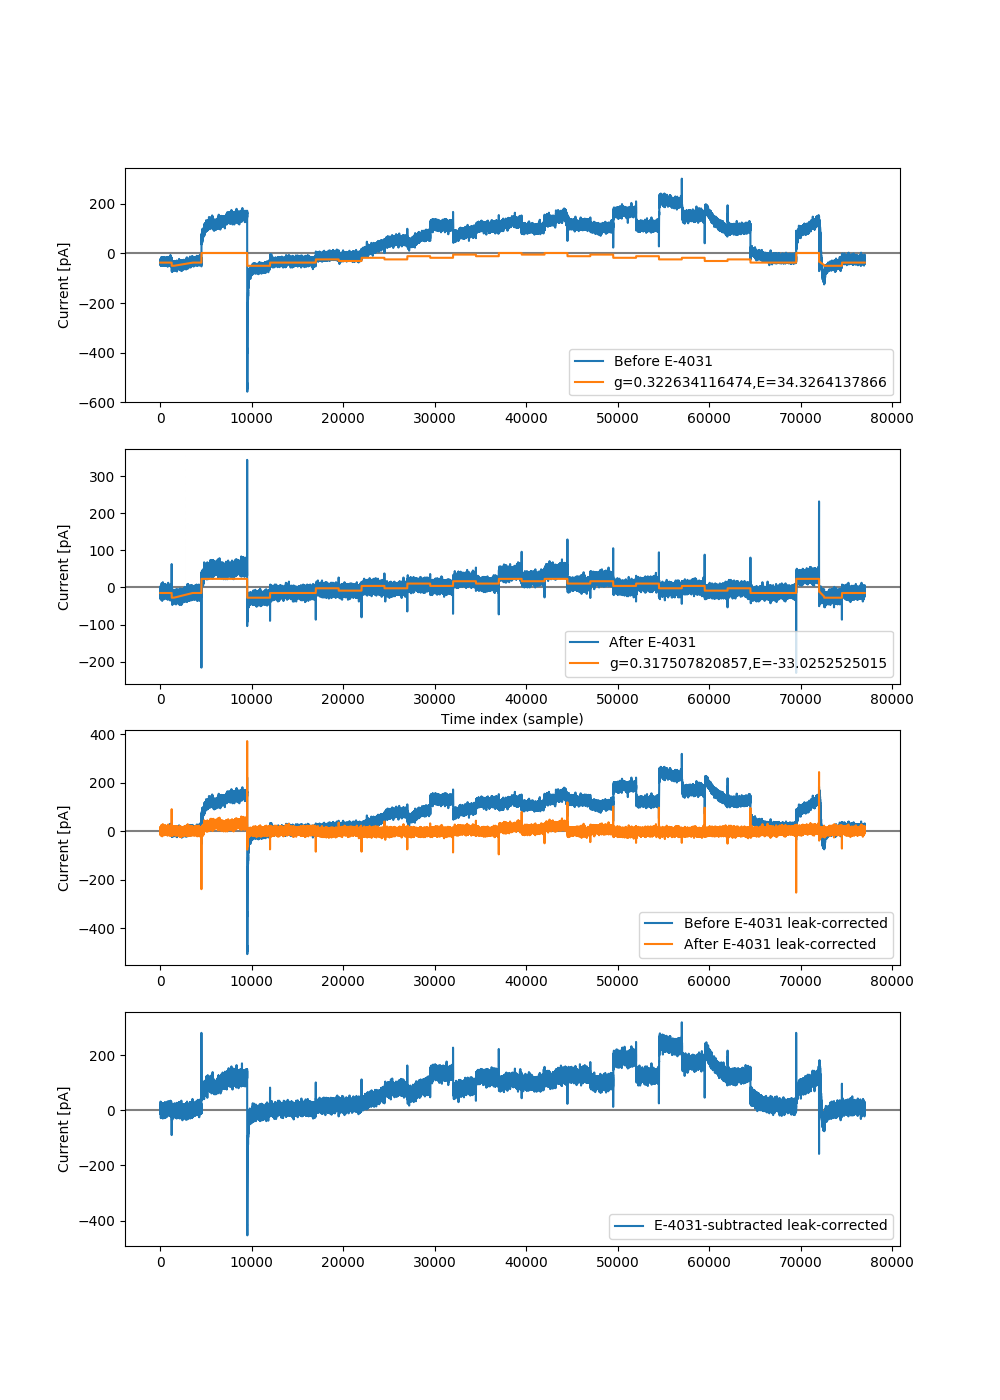 200
0
−200
−400
−600
Current [pA]
Before E-4031
g=0.322634116474,E=34.3264137866
0 10000 20000 30000 40000 50000 60000 70000 80000
300
200
100
0
−100
−200
Current [pA]
After E-4031
g=0.317507820857,E=-33.0252525015
0 10000 20000 30000 40000 50000 60000 70000 80000
Time index (sample)
400
200
0
−200
−400
Current [pA]
Before E-4031 leak-corrected
After E-4031 leak-corrected
0 10000 20000 30000 40000 50000 60000 70000 80000
200
0
−200
−400
Current [pA]
E-4031-subtracted leak-corrected
0 10000 20000 30000 40000 50000 60000 70000 80000